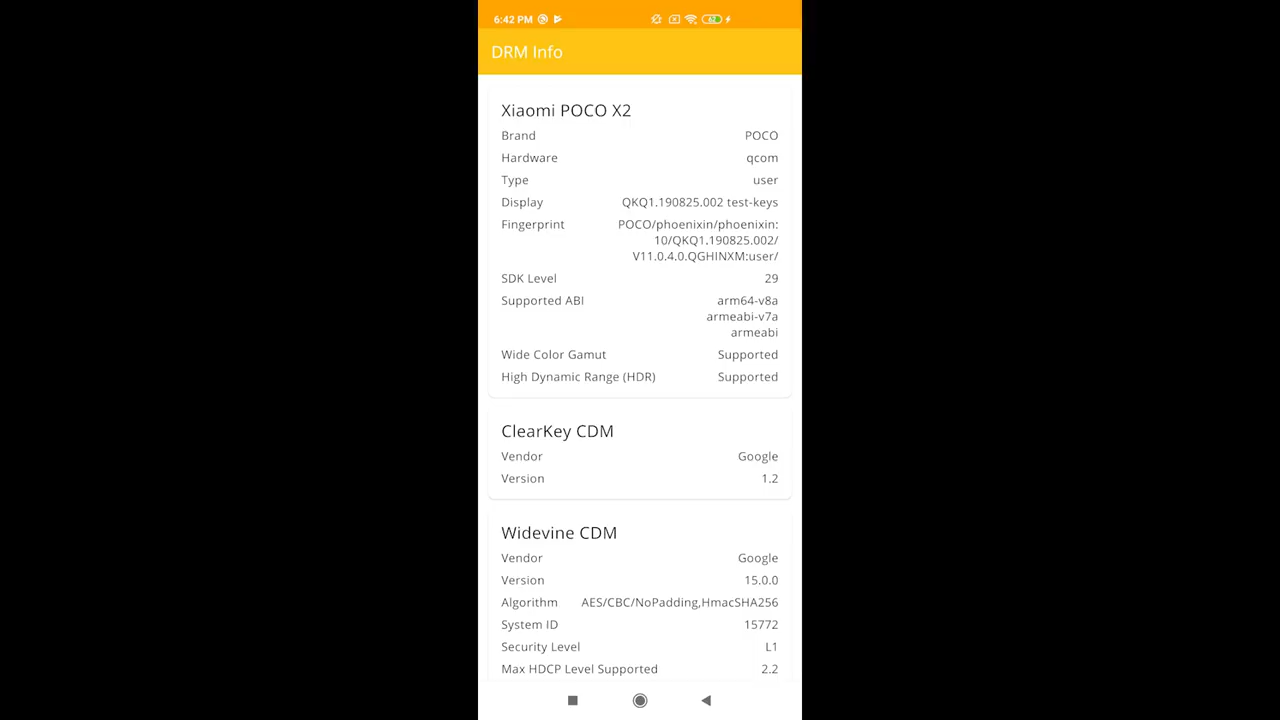 6:42 PM 62
DRM Info
Xiaomi POCO X2
Brand POCO
Hardware qcom
Type user
Display QKQ1.190825.002 test-keys
Fingerprint POCO/phoenixin/phoenixin:
10/QKQ1.190825.002/
V11.0.4.0.QGHINXM:user/
SDK Level 29
Supported ABI arm64-v8a
armeabi-v7a
armeabi
Wide Color Gamut Supported
High Dynamic Range (HDR) Supported
ClearKey CDM
Vendor Google
Version 1.2
Widevine CDM
Vendor Google
Version 15.0.0
Algorithm AES/CBC/NoPadding,HmacSHA256
System ID 15772
Security Level L1
Max HDCP Level Supported 2.2